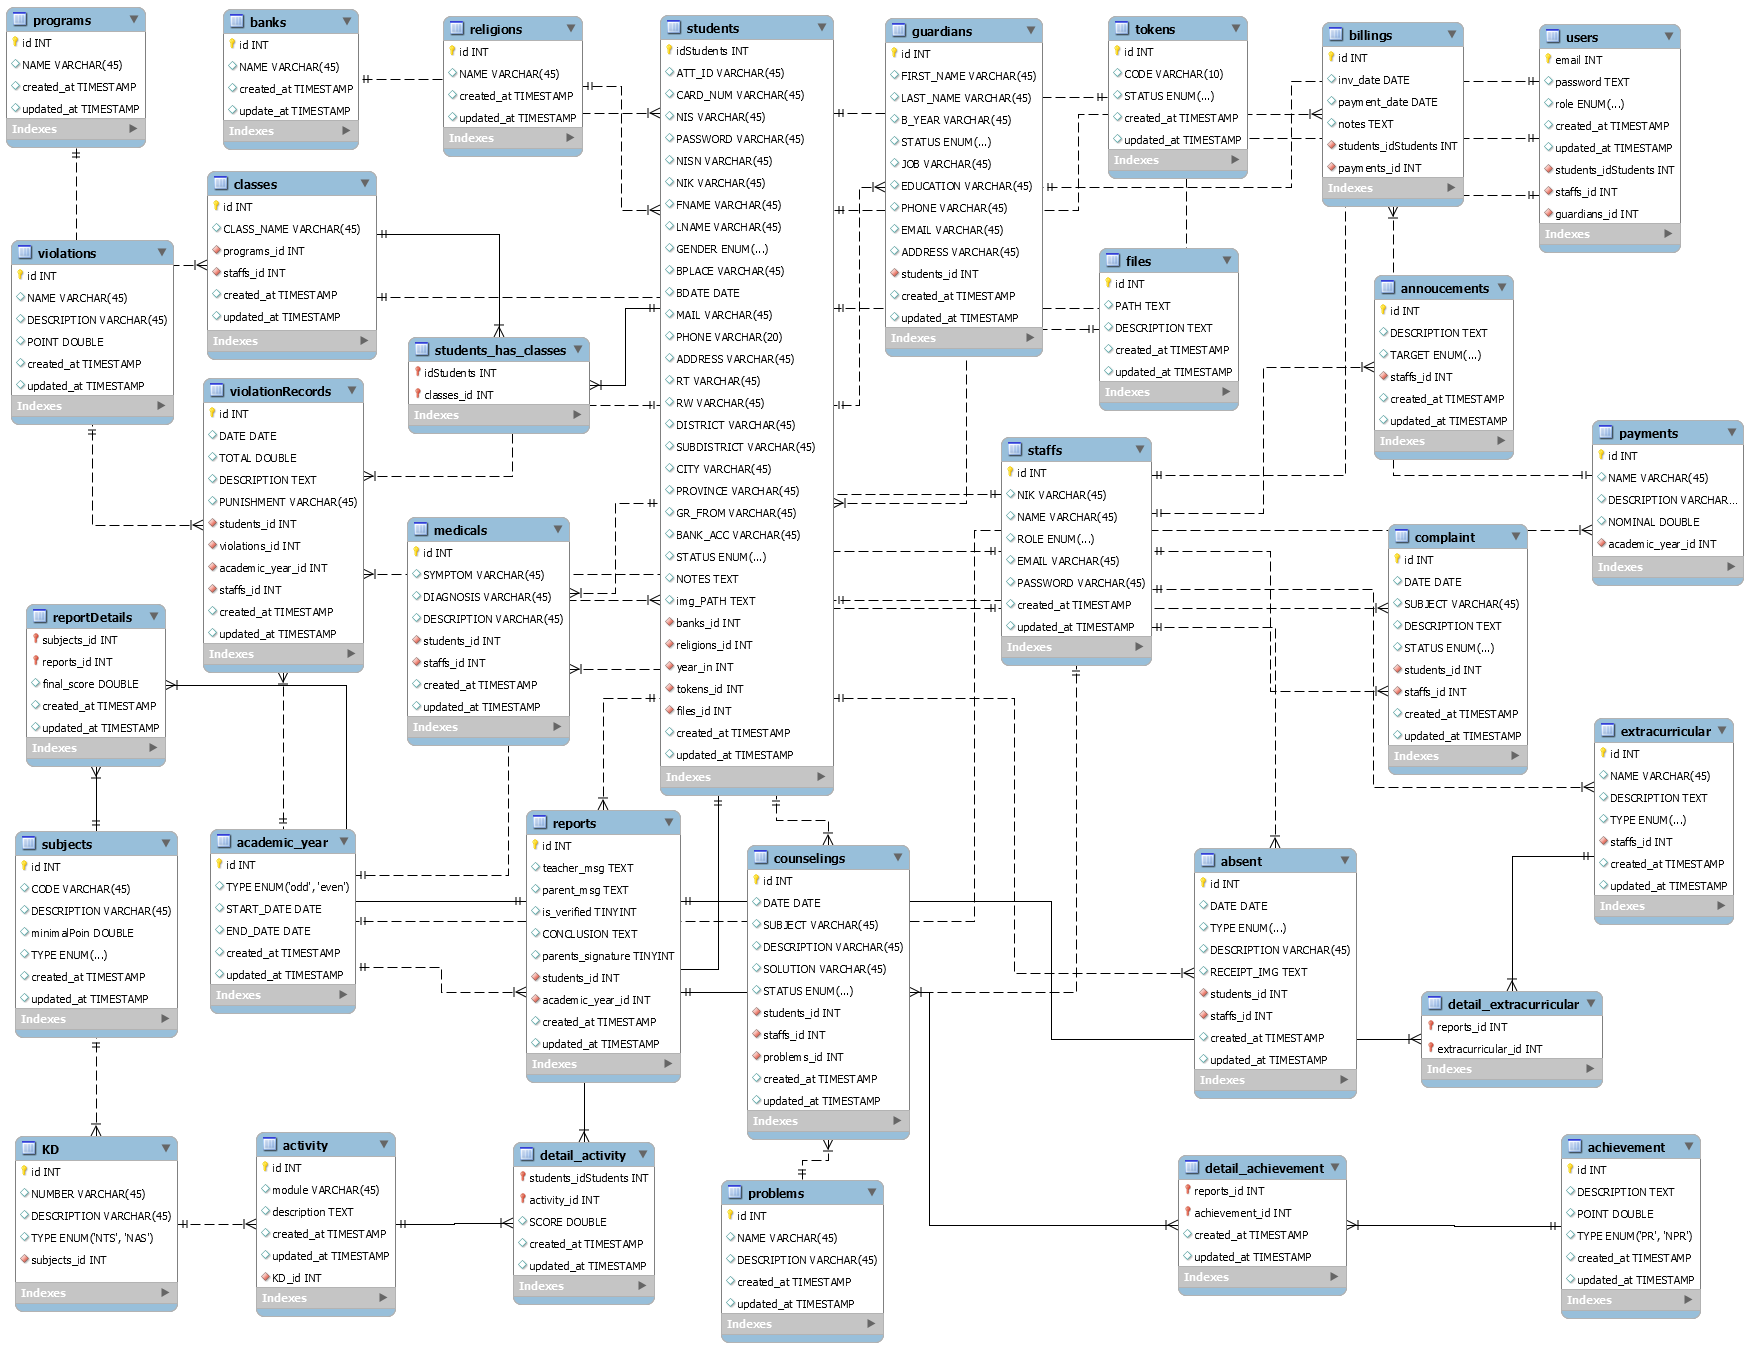 programs
id INT
NAME VARCHAR(45)
created_at TIMESTAMP
updated_at TIMESTAMP
Indexes
banks
id INT
NAME VARCHAR(45)
created_at TIMESTAMP
update_at TIMESTAMP
Indexes
religions
id INT
NAME VARCHAR(45)
created_at TIMESTAMP
updated_at TIMESTAMP
Indexes
students
idStudents INT
ATT_ID VARCHAR(45)
CARD_NUM VARCHAR(45)
NIS VARCHAR(45)
PASSWORD VARCHAR(45)
NISN VARCHAR(45)
NIK VARCHAR(45)
FNAME VARCHAR(45)
LNAME VARCHAR(45)
GENDER ENUM(...)
BPLACE VARCHAR(45)
BDATE DATE
MAIL VARCHAR(45)
PHONE VARCHAR(20)
ADDRESS VARCHAR(45)
RT VARCHAR(45)
RW VARCHAR(45)
DISTRICT VARCHAR(45)
SUBDISTRICT VARCHAR(45)
CITY VARCHAR(45)
PROVINCE VARCHAR(45)
GR_FROM VARCHAR(45)
BANK_ACC VARCHAR(45)
STATUS ENUM(...)
NOTES TEXT
img_PATH TEXT
banks_id INT
religions_id INT
year_in INT
tokens_id INT
files_id INT
created_at TIMESTAMP
updated_at TIMESTAMP
Indexes
guardians
id INT
FIRST_NAME VARCHAR(45)
LAST_NAME VARCHAR(45)
B_YEAR VARCHAR(45)
STATUS ENUM(...)
JOB VARCHAR(45)
EDUCATION VARCHAR(45)
PHONE VARCHAR(45)
EMAIL VARCHAR(45)
ADDRESS VARCHAR(45)
students_id INT
created_at TIMESTAMP
updated_at TIMESTAMP
Indexes
tokens
id INT
CODE VARCHAR(10)
STATUS ENUM(...)
created_at TIMESTAMP
updated_at TIMESTAMP
Indexes
billings
id INT
inv_date DATE
payment_date DATE
notes TEXT
students_idStudents INT
payments_id INT
Indexes
users
email INT
password TEXT
role ENUM(...)
created_at TIMESTAMP
updated_at TIMESTAMP
students_idStudents INT
staffs_id INT
guardians_id INT
Indexes
classes
id INT
CLASS_NAME VARCHAR(45)
programs_id INT
staffs_id INT
created_at TIMESTAMP
updated_at TIMESTAMP
Indexes
violations
id INT
NAME VARCHAR(45)
DESCRIPTION VARCHAR(45)
POINT DOUBLE
created_at TIMESTAMP
updated_at TIMESTAMP
Indexes
files
id INT
PATH TEXT
DESCRIPTION TEXT
created_at TIMESTAMP
updated_at TIMESTAMP
Indexes
annoucements
id INT
DESCRIPTION TEXT
TARGET ENUM(...)
staffs_id INT
created_at TIMESTAMP
updated_at TIMESTAMP
Indexes
students_has_classes
idStudents INT
classes_id INT
Indexes
violationRecords
id INT
DATE DATE
TOTAL DOUBLE
DESCRIPTION TEXT
PUNISHMENT VARCHAR(45)
students_id INT
violations_id INT
academic_year_id INT
staffs_id INT
created_at TIMESTAMP
updated_at TIMESTAMP
Indexes
payments
id INT
NAME VARCHAR(45)
DESCRIPTION VARCHAR...
NOMINAL DOUBLE
academic_year_id INT
Indexes
staffs
id INT
NIK VARCHAR(45)
NAME VARCHAR(45)
ROLE ENUM(...)
EMAIL VARCHAR(45)
PASSWORD VARCHAR(45)
created_at TIMESTAMP
updated_at TIMESTAMP
Indexes
medicals
id INT
SYMPTOM VARCHAR(45)
DIAGNOSIS VARCHAR(45)
DESCRIPTION VARCHAR(45)
students_id INT
staffs_id INT
created_at TIMESTAMP
updated_at TIMESTAMP
Indexes
complaint
id INT
DATE DATE
SUBJECT VARCHAR(45)
DESCRIPTION TEXT
STATUS ENUM(...)
students_id INT
staffs_id INT
created_at TIMESTAMP
updated_at TIMESTAMP
Indexes
reportDetails
subjects_id INT
reports_id INT
final_score DOUBLE
created_at TIMESTAMP
updated_at TIMESTAMP
Indexes
extracurricular
id INT
NAME VARCHAR(45)
DESCRIPTION TEXT
TYPE ENUM(...)
staffs_id INT
created_at TIMESTAMP
updated_at TIMESTAMP
Indexes
subjects
id INT
CODE VARCHAR(45)
DESCRIPTION VARCHAR(45)
minimalPoin DOUBLE
TYPE ENUM(...)
created_at TIMESTAMP
updated_at TIMESTAMP
Indexes
academic_year
id INT
TYPE ENUM('odd', 'even')
START_DATE DATE
END_DATE DATE
created_at TIMESTAMP
updated_at TIMESTAMP
Indexes
reports
id INT
teacher_msg TEXT
parent_msg TEXT
is_verified TINYINT
CONCLUSION TEXT
parents_signature TINYINT
students_id INT
academic_year_id INT
created_at TIMESTAMP
updated_at TIMESTAMP
Indexes
counselings
id INT
DATE DATE
SUBJECT VARCHAR(45)
DESCRIPTION VARCHAR(45)
SOLUTION VARCHAR(45)
STATUS ENUM(...)
students_id INT
staffs_id INT
problems_id INT
created_at TIMESTAMP
updated_at TIMESTAMP
Indexes
absent
id INT
DATE DATE
TYPE ENUM(...)
DESCRIPTION VARCHAR(45)
RECEIPT_IMG TEXT
students_id INT
staffs_id INT
created_at TIMESTAMP
updated_at TIMESTAMP
Indexes
detail_extracurricular
reports_id INT
extracurricular_id INT
Indexes
KD
id INT
NUMBER VARCHAR(45)
DESCRIPTION VARCHAR(45)
TYPE ENUM('NTS', 'NAS')
subjects_id INT
Indexes
activity
id INT
module VARCHAR(45)
description TEXT
created_at TIMESTAMP
updated_at TIMESTAMP
KD_id INT
Indexes
detail_activity
students_idStudents INT
activity_id INT
SCORE DOUBLE
created_at TIMESTAMP
updated_at TIMESTAMP
Indexes
problems
id INT
NAME VARCHAR(45)
DESCRIPTION VARCHAR(45)
created_at TIMESTAMP
updated_at TIMESTAMP
Indexes
detail_achievement
reports_id INT
achievement_id INT
created_at TIMESTAMP
updated_at TIMESTAMP
Indexes
achievement
id INT
DESCRIPTION TEXT
POINT DOUBLE
TYPE ENUM('PR', 'NPR')
created_at TIMESTAMP
updated_at TIMESTAMP
Indexes